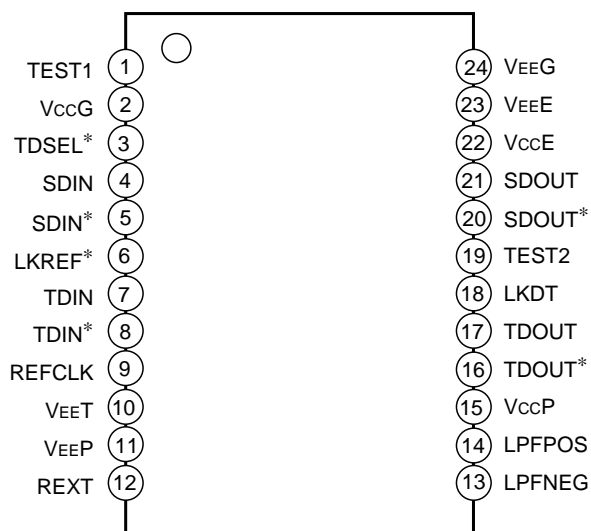 TEST1 1
VccG 2
TDSEL* 3
SDIN 4
SDIN* 5
LKREF* 6
TDIN 7
TDIN* 8
REFCLK 9
VEET 10
VEEP 11
REXT 12
24 VEEG
23 VEEE
22 VccE
21 SDOUT
20 SDOUT*
19 TEST2
18 LKDT
17 TDOUT
16 TDOUT*
15 VccP
14 LPFPOS
13 LPFNEG